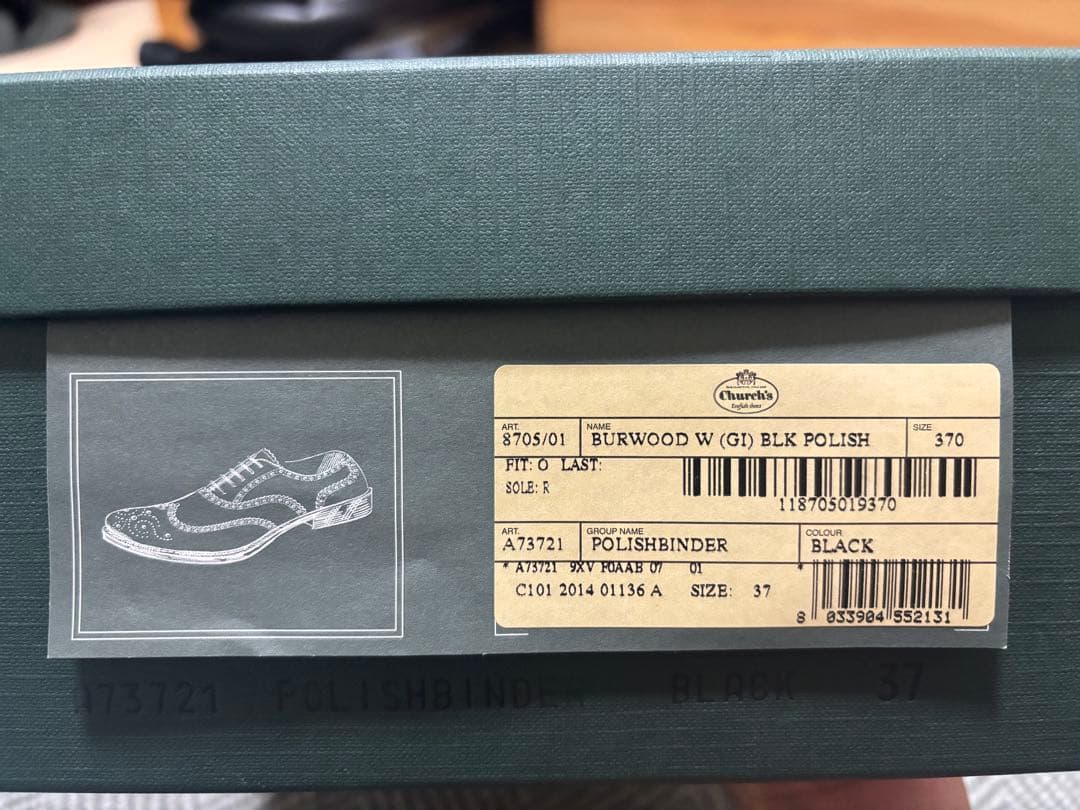 Church's
English shoes
ART. NAME SIZE
8705/01 BURWOOD W (GI) BLK POLISH 370
FIT: O LAST:
SOLE: R
118705019370
ART. GROUP NAME COLOUR
A73721 POLISHBINDER BLACK
* A73721 9XV F0AAB 07 01 *
C101 2014 01136 A SIZE: 37
8 033904 552131
A73721 POLISHBINDER BLACK 37